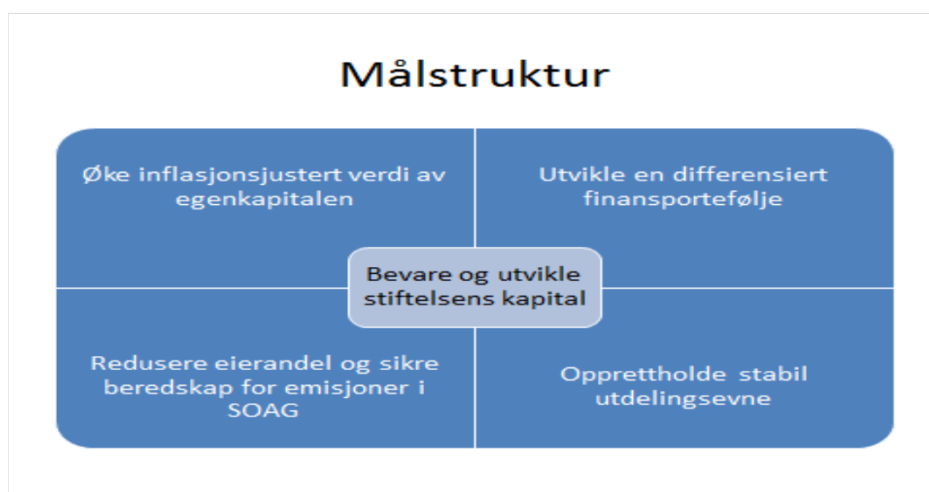 Målstruktur
Øke inflasjonsjustert verdi av
egenkapitalen
Utvikle en differensiert
finansportefølje
Bevare og utvikle
stiftelsens kapital
Redusere eierandel og sikre
beredskap for emisjoner i
SOAG
Opprettholde stabil
utdelingsevne